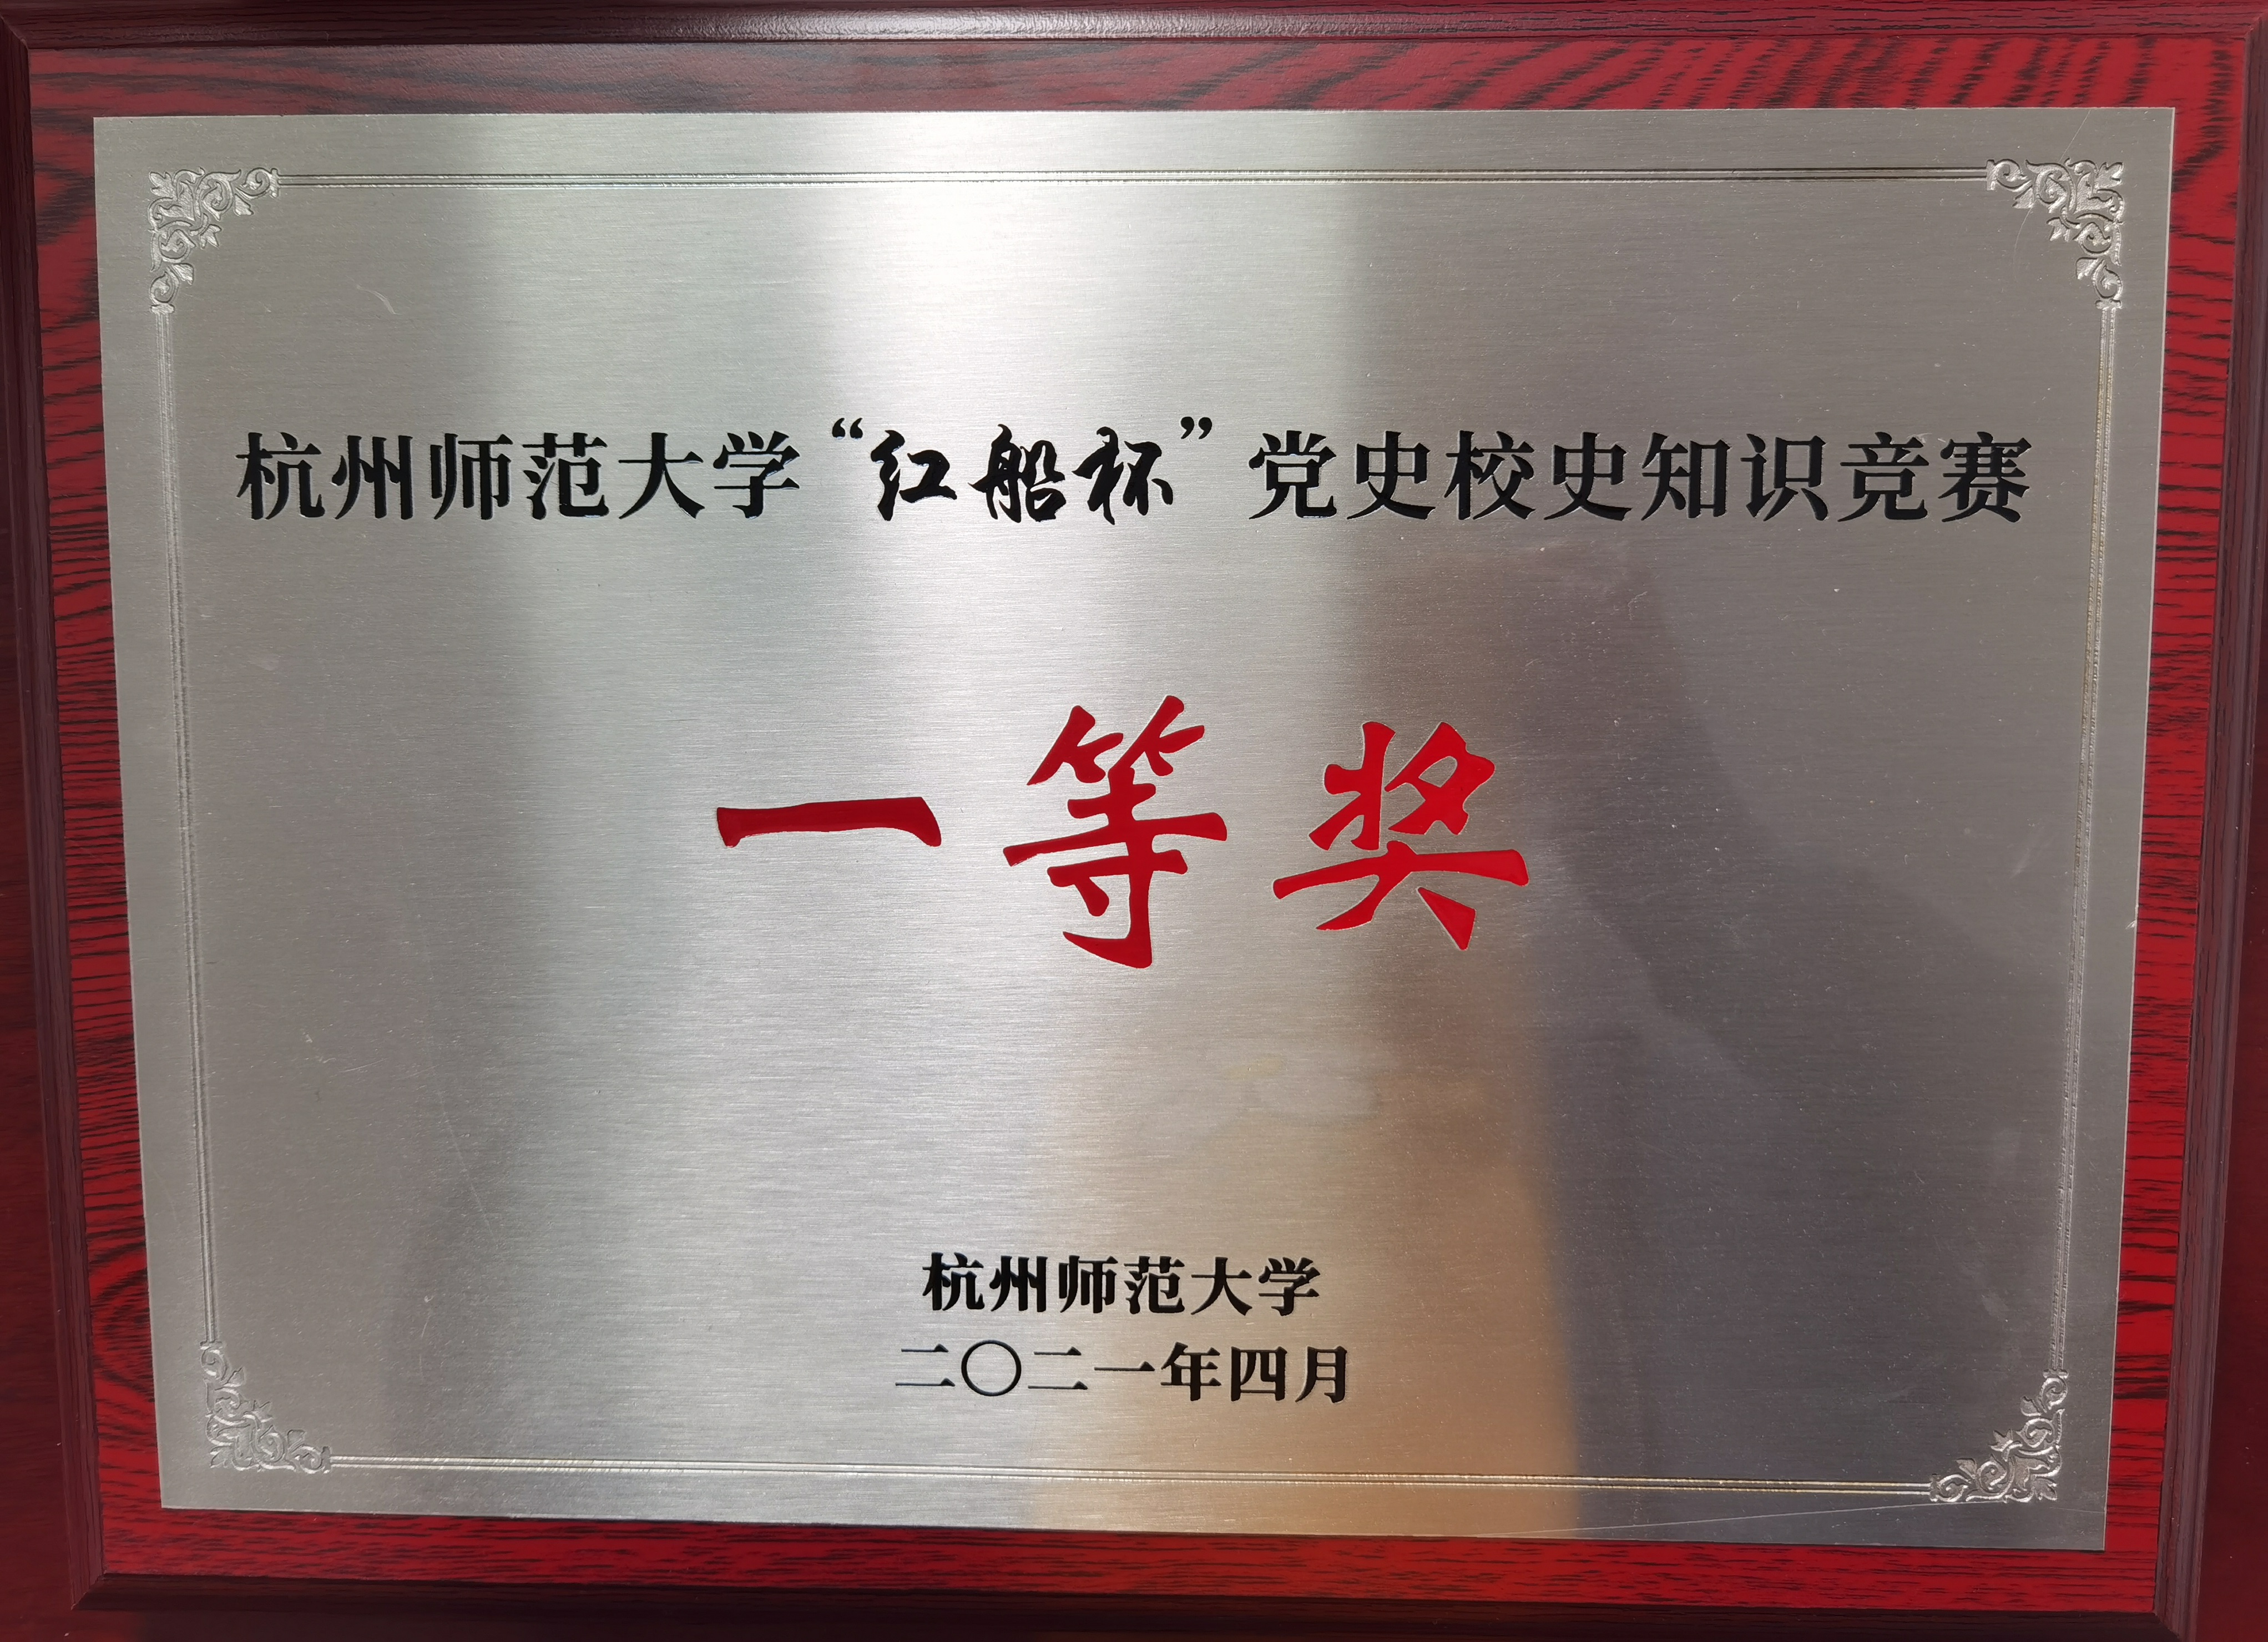 杭州师范大学“红船杯”党史校史知识竞赛
一等奖
杭州师范大学
二〇二一年四月